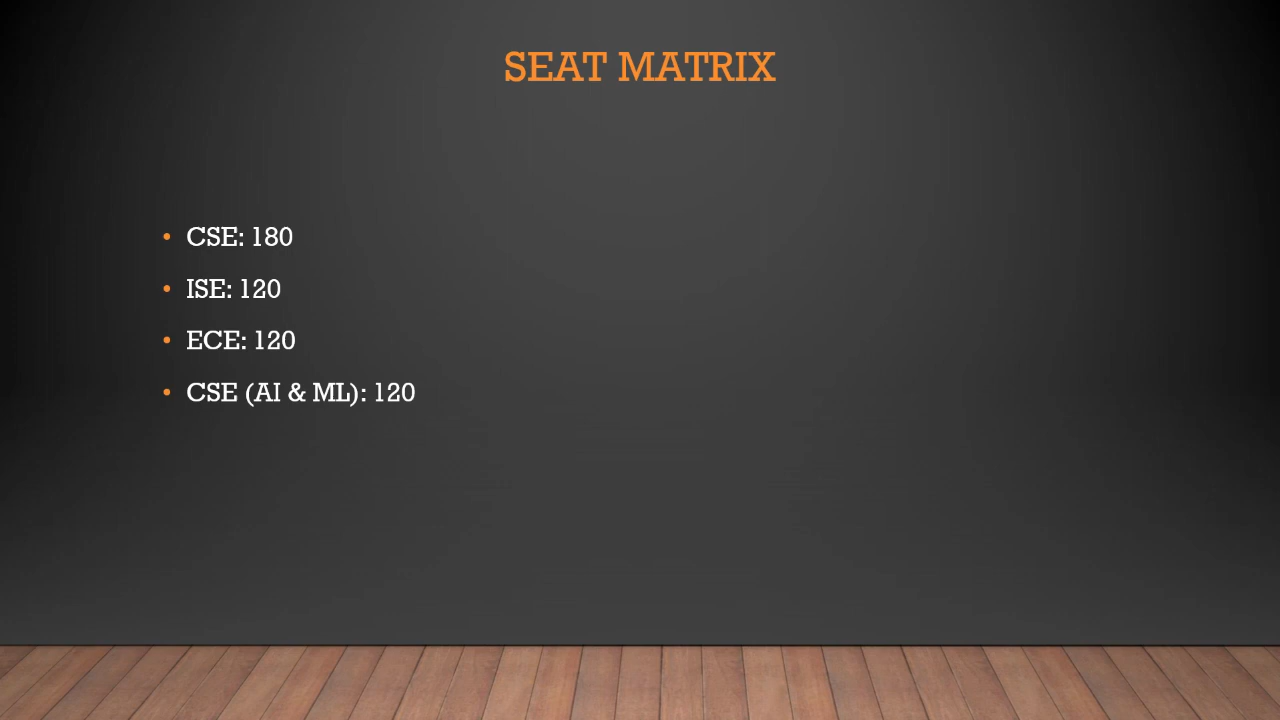 SEAT MATRIX
• CSE: 180
• ISE: 120
• ECE: 120
• CSE (AI & ML): 120